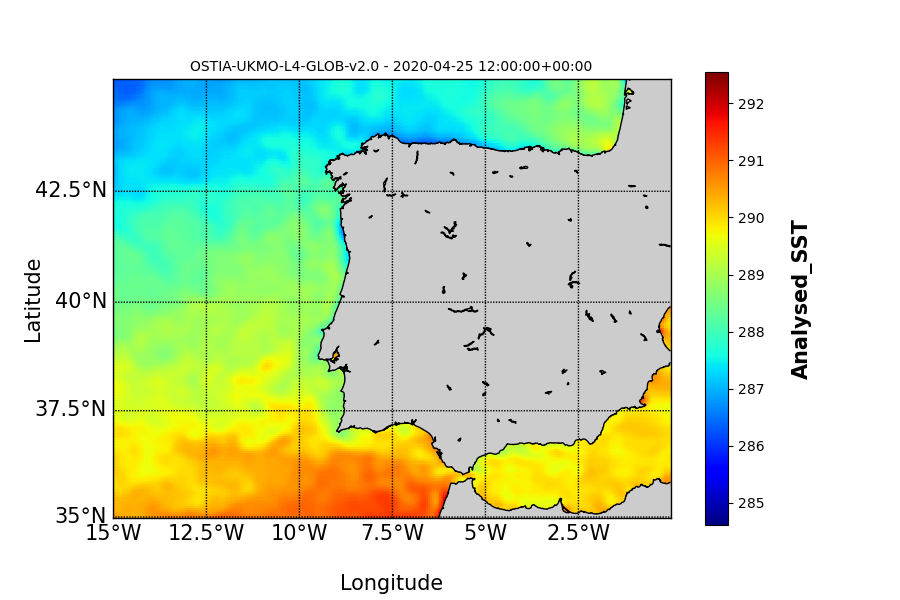 OSTIA-UKMO-L4-GLOB-v2.0 - 2020-04-25 12:00:00+00:00
42.5°N
40°N
37.5°N
35°N
15°W 12.5°W 10°W 7.5°W 5°W 2.5°W
Latitude
Longitude
292
291
290
289
288
287
286
285
Analysed_SST